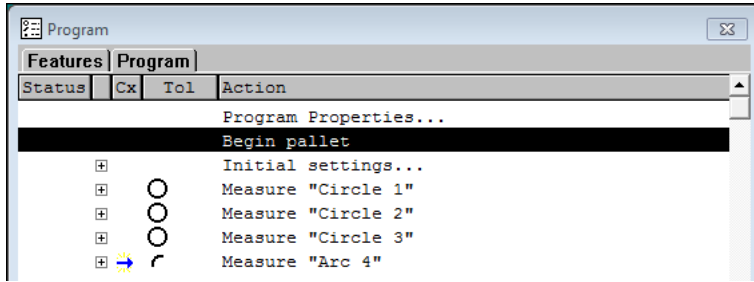 Program
Features Program
Status Cx Tol Action
Program Properties...
Begin pallet
Initial settings...
Measure "Circle 1"
Measure "Circle 2"
Measure "Circle 3"
Measure "Arc 4"